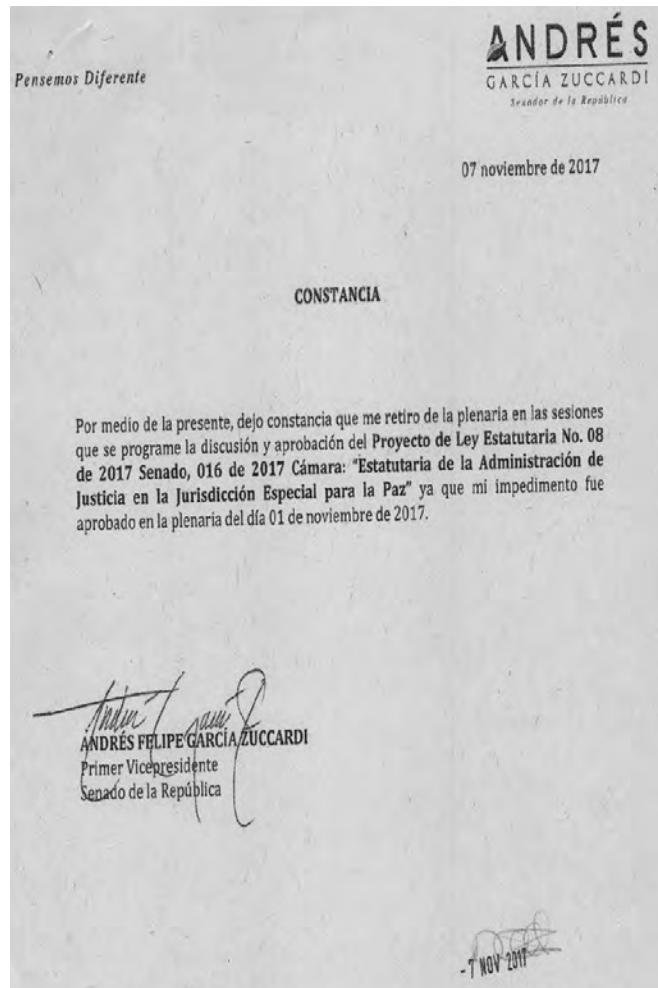 Pensemos Diferente
ANDRÉS
GARCÍA ZUCCARDI
Senador de la República
07 noviembre de 2017
CONSTANCIA
Por medio de la presente, dejo constancia que me retiro de la plenaria en las sesiones
que se programe la discusión y aprobación del Proyecto de Ley Estatutaria No. 08
de 2017 Senado, 016 de 2017 Cámara: "Estatutaria de la Administración de
Justicia en la Jurisdicción Especial para la Paz" ya que mi impedimento fue
aprobado en la plenaria del día 01 de noviembre de 2017.
ANDRÉS FELIPE GARCÍA ZUCCARDI
Primer Vicepresidente
Senado de la República
- 7 NOV 2017